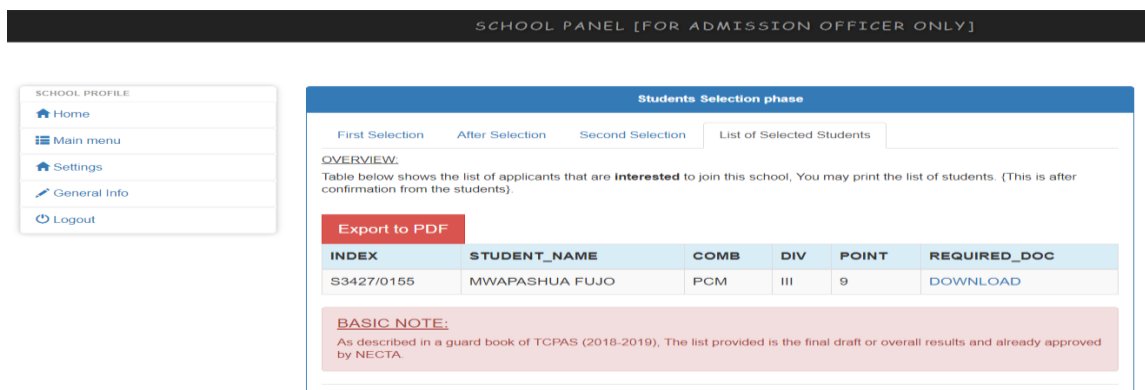 SCHOOL PANEL [FOR ADMISSION OFFICER ONLY]
SCHOOL PROFILE
Home
Main menu
Settings
General Info
Logout
Students Selection phase
First Selection After Selection Second Selection List of Selected Students
OVERVIEW:
Table below shows the list of applicants that are interested to join this school, You may print the list of students. {This is after
confirmation from the students}.
Export to PDF
INDEX STUDENT_NAME COMB DIV POINT REQUIRED_DOC
S3427/0155 MWAPASHUA FUJO PCM III 9 DOWNLOAD
BASIC NOTE:
As described in a guard book of TCPAS (2018-2019), The list provided is the final draft or overall results and already approved
by NECTA.